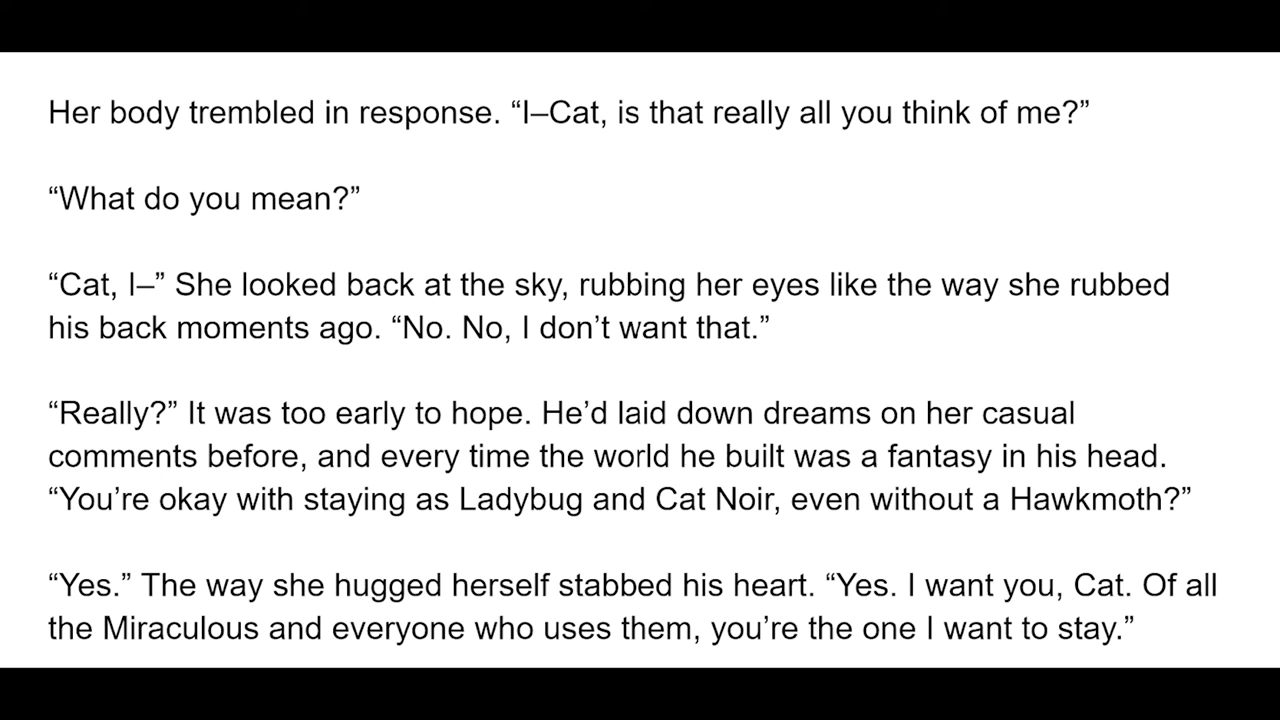 Her body trembled in response. “I–Cat, is that really all you think of me?”
“What do you mean?”
“Cat, I–” She looked back at the sky, rubbing her eyes like the way she rubbed
his back moments ago. “No. No, I don’t want that.”
“Really?” It was too early to hope. He’d laid down dreams on her casual
comments before, and every time the world he built was a fantasy in his head.
“You’re okay with staying as Ladybug and Cat Noir, even without a Hawkmoth?”
“Yes.” The way she hugged herself stabbed his heart. “Yes. I want you, Cat. Of all
the Miraculous and everyone who uses them, you’re the one I want to stay.”